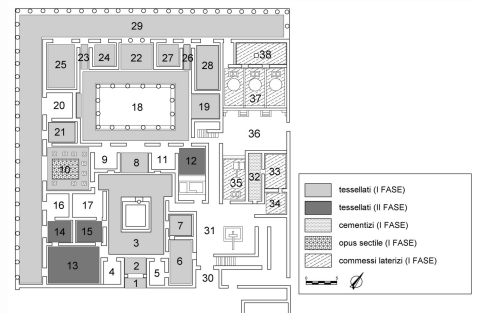 29
23 24 22 27 26 38
25 28
37
20 18 19
21 36
9 8 11 12
10 35 32 33
16 17 34
14 15 7
3 31
13 6
4 2 5 30
1
tessellati (I FASE)
tessellati (II FASE)
cementizi (I FASE)
opus sectile (I FASE)
commessi laterizi (I FASE)